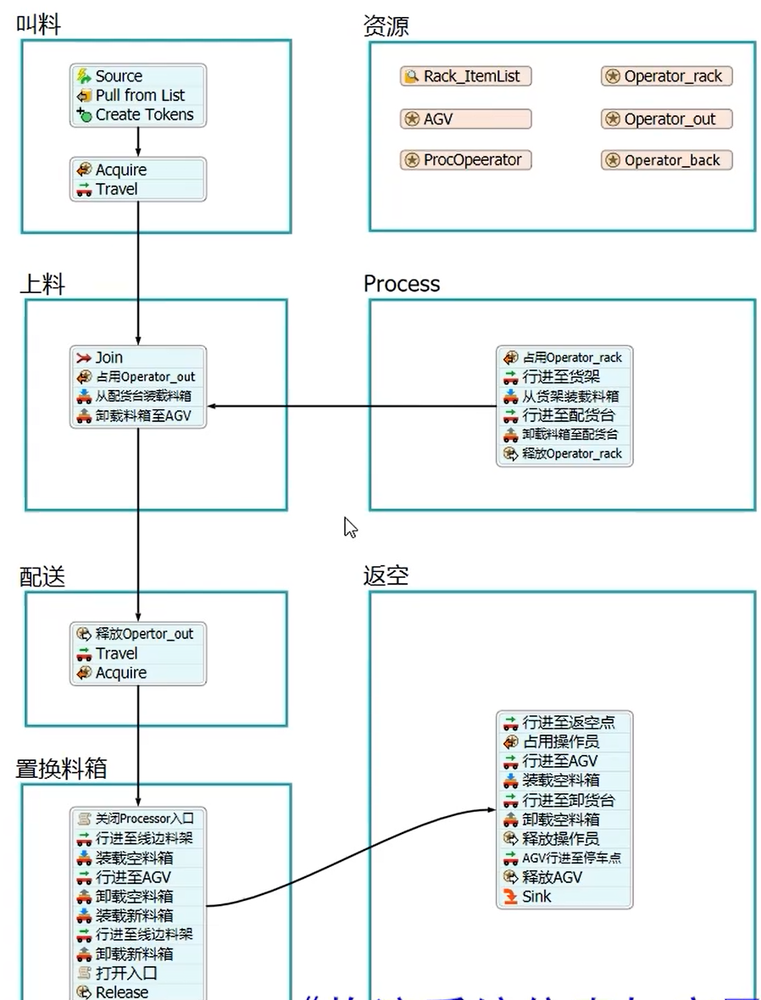 叫料
Source
Pull from List
Create Tokens
Acquire
Travel
资源
Rack_ItemList
Operator_rack
AGV
Operator_out
ProcOpeerator
Operator_back
上料
Join
占用Operator_out
从配货台装载料箱
卸载料箱至AGV
Process
占用Operator_rack
行进至货架
从货架装载料箱
行进至配货台
卸载料箱至配货台
释放Operator_rack
配送
释放Opertor_out
Travel
Acquire
置换料箱
关闭Processor入口
行进至线边料架
装载空料箱
行进至AGV
卸载空料箱
装载新料箱
行进至线边料架
卸载新料箱
打开入口
Release
返空
行进至返空点
占用操作员
行进至AGV
装载空料箱
行进至卸货台
卸载空料箱
释放操作员
AGV行进至停车点
释放AGV
Sink